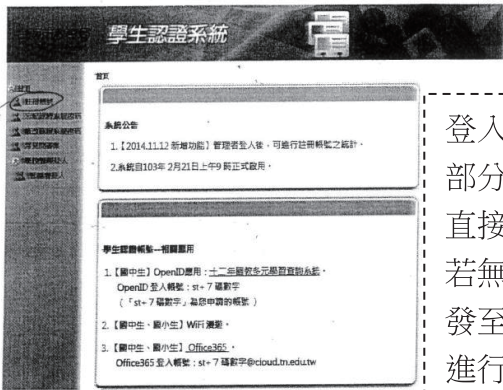 學生認證系統
首頁
註冊帳號
系統公告
1.【2014.11.12 新增功能】管理者登入後，可進行註冊帳號之統計。
2.系統自103年 2月21日上午9 時正式啟用。
學生認證帳號--相關應用
1.【國中生】OpenID應用：十二年國教多元學習查詢系統。
OpenID 登入帳號：st+ 7 碼數字
（「st+ 7 碼數字」為您申請的帳號 ）
2.【國中生、國小生】WiFi 漫遊。
3.【國中生、國小生】Office365 。
Office365 登入帳號：st+ 7 碼數字@cloud.tn.edu.tw
登入
部分
直接
若無
發至
進行